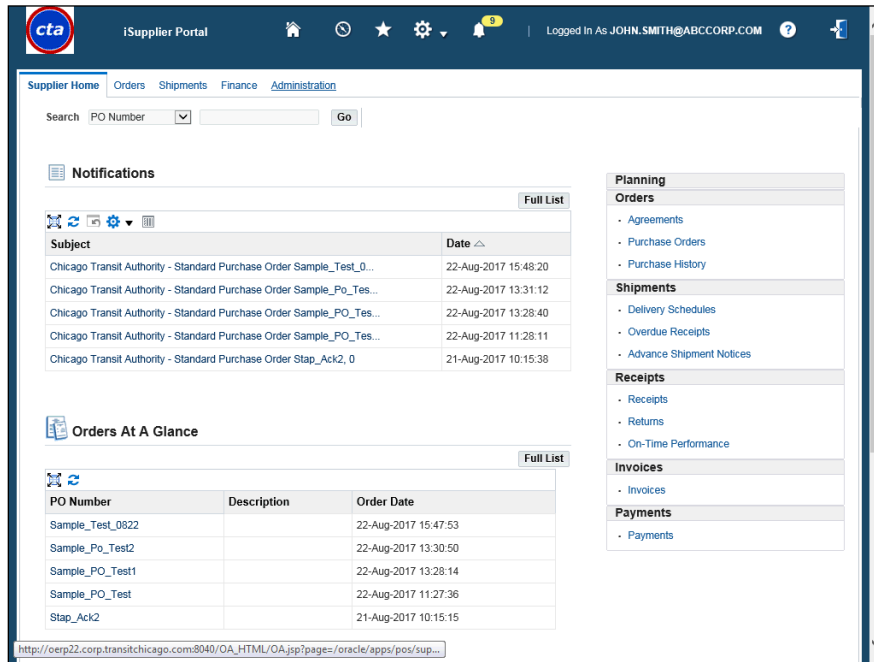 cta iSupplier Portal 9 | Logged In As JOHN.SMITH@ABCCORP.COM ?
Supplier Home Orders Shipments Finance Administration
Search PO Number Go
Notifications
Full List
Subject Date
Chicago Transit Authority - Standard Purchase Order Sample_Test_0... 22-Aug-2017 15:48:20
Chicago Transit Authority - Standard Purchase Order Sample_Po_Tes... 22-Aug-2017 13:31:12
Chicago Transit Authority - Standard Purchase Order Sample_PO_Tes... 22-Aug-2017 13:28:40
Chicago Transit Authority - Standard Purchase Order Sample_PO_Tes... 22-Aug-2017 11:28:11
Chicago Transit Authority - Standard Purchase Order Stap_Ack2, 0 21-Aug-2017 10:15:38
Orders At A Glance
Full List
PO Number Description Order Date
Sample_Test_0822 22-Aug-2017 15:47:53
Sample_Po_Test2 22-Aug-2017 13:30:50
Sample_PO_Test1 22-Aug-2017 13:28:14
Sample_PO_Test 22-Aug-2017 11:27:36
Stap_Ack2 21-Aug-2017 10:15:15
Planning
Orders
Agreements
Purchase Orders
Purchase History
Shipments
Delivery Schedules
Overdue Receipts
Advance Shipment Notices
Receipts
Receipts
Returns
On-Time Performance
Invoices
Invoices
Payments
Payments
http://oerp22.corp.transitchicago.com:8040/OA_HTML/OA.jsp?page=/oracle/apps/pos/sup...